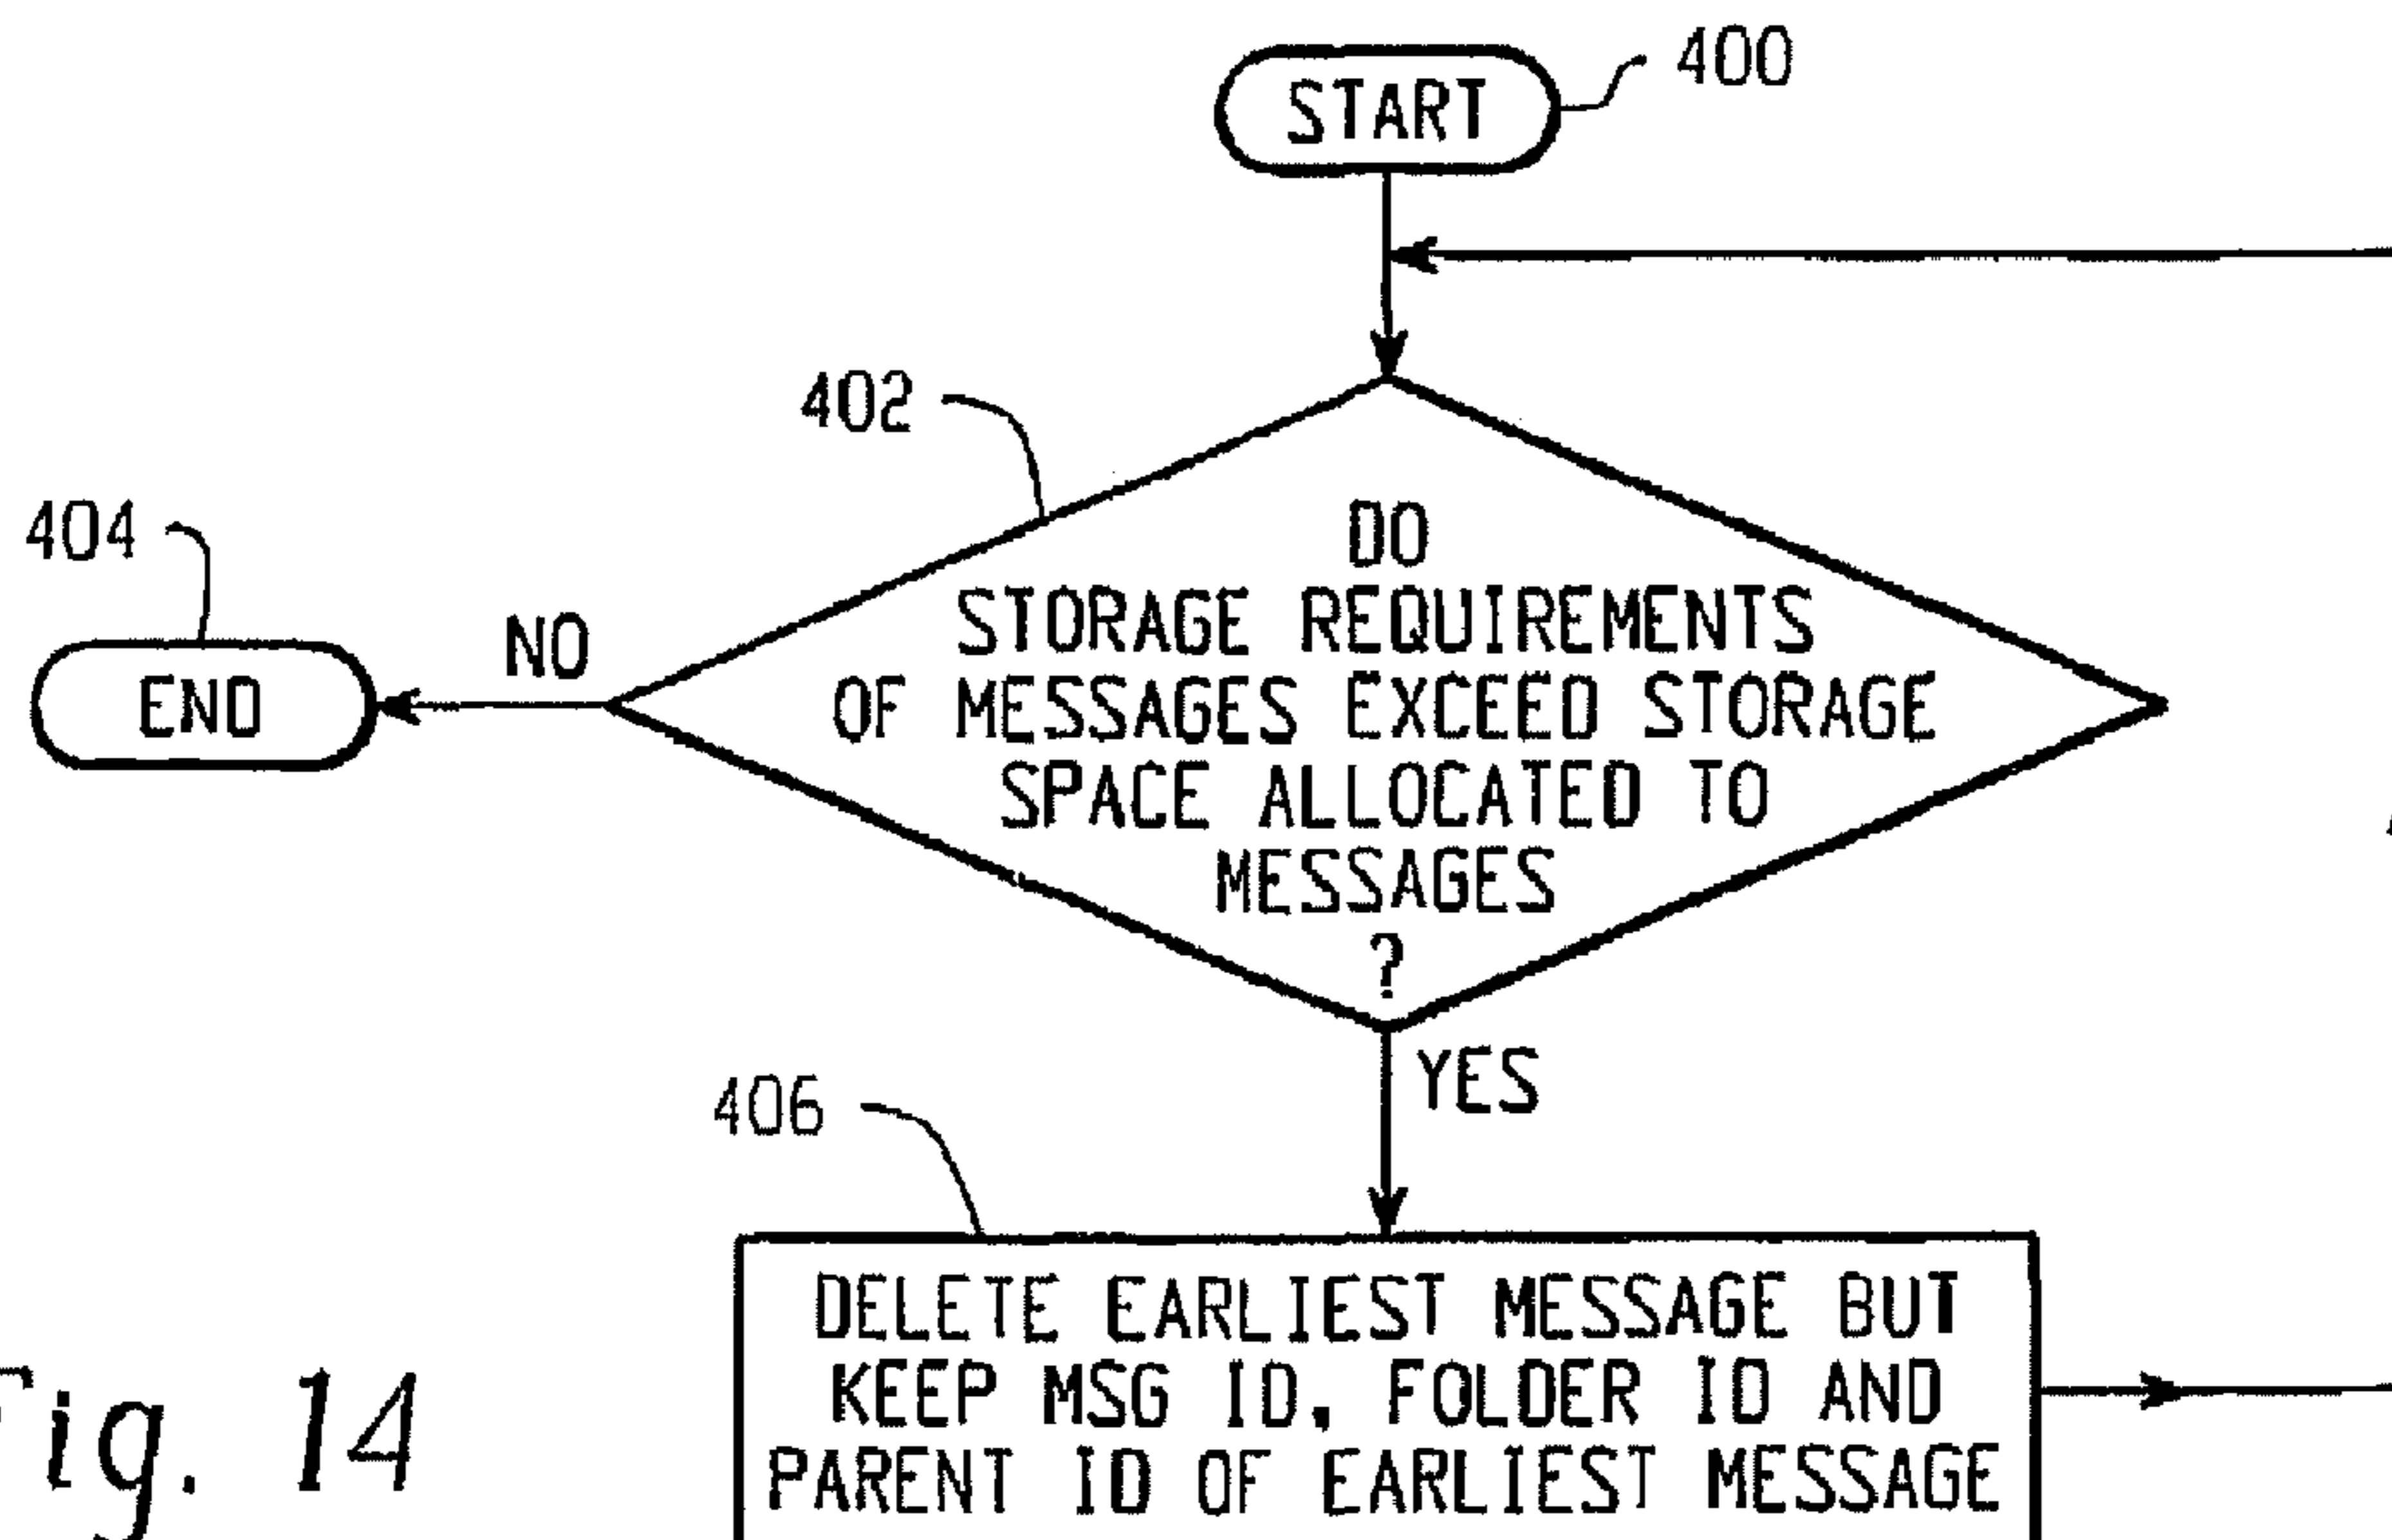 START
400
402
404
DO
STORAGE REQUIREMENTS
OF MESSAGES EXCEED STORAGE
SPACE ALLOCATED TO
MESSAGES
?
NO
END
YES
406
DELETE EARLIEST MESSAGE BUT
KEEP MSG ID, FOLDER ID AND
PARENT ID OF EARLIEST MESSAGE
Fig. 14